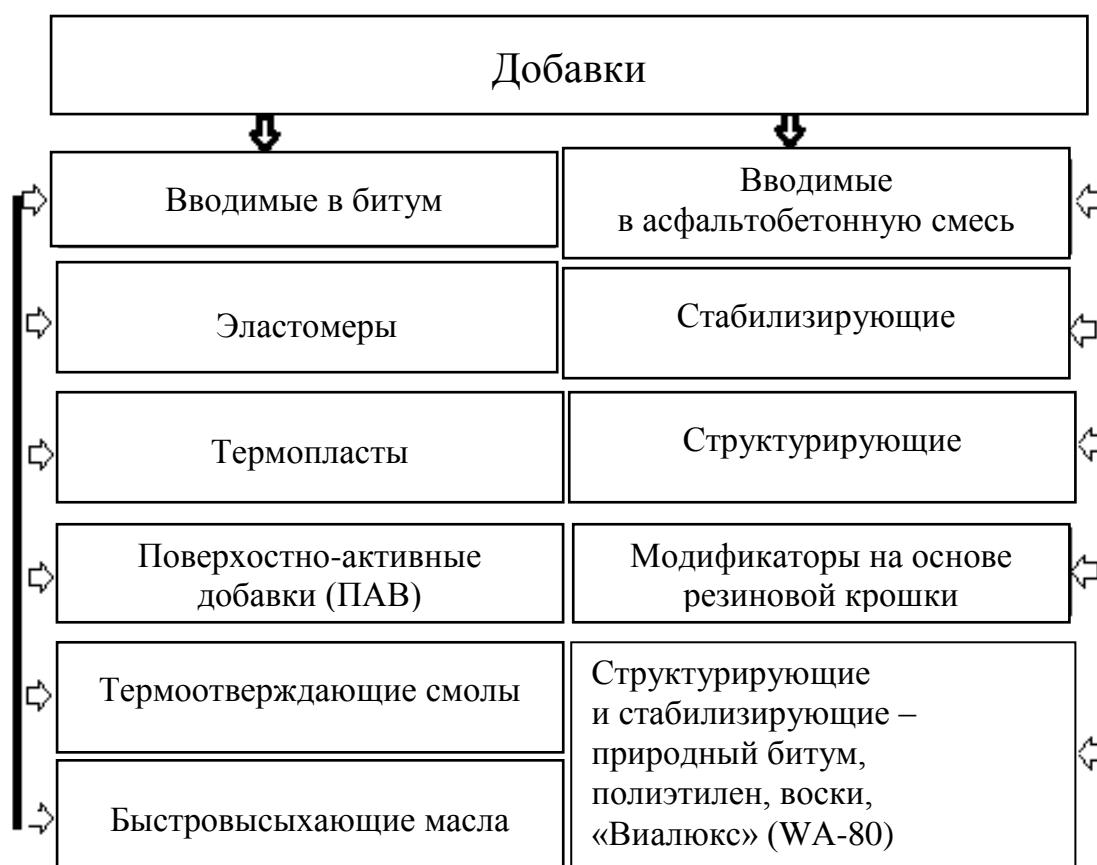 Добавки
Вводимые в битум
Вводимые
в асфальтобетонную смесь
Эластомеры
Стабилизирующие
Термопласты
Структурирующие
Поверхостно-активные
добавки (ПАВ)
Модификаторы на основе
резиновой крошки
Термоотверждающие смолы
Структурирующие
и стабилизирующие –
природный битум,
полиэтилен, воски,
«Виалюкс» (WA-80)
Быстровысыхающие масла